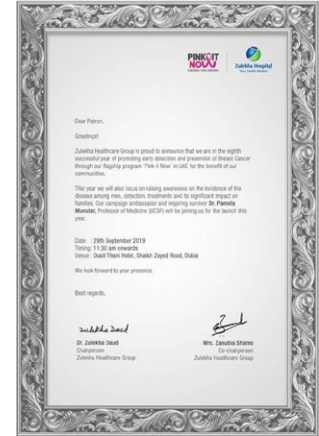 PINK IT
NOW
Zulekha Hospital
Your Health Matters
Dear Patron,
Greetings!
Zulekha Healthcare Group is proud to announce that we are in the eighth
successful year of promoting early detection and prevention of Breast Cancer
through our flagship program 'Pink it Now' in UAE for the benefit of our
communities.
This year we will also focus on raising awareness on the incidence of the
disease among men, detection, treatments and its significant impact on
families. Our campaign ambassador and inspiring survivor Dr. Pamela
Munster, Professor of Medicine (UCSF) will be joining us for the launch this
year.
Date : 29th September 2019
Timing: 11:30 am onwards
Venue : Dusit Thani Hotel, Shaikh Zayed Road, Dubai
We look forward to your presence.
Best regards,
Zulekha Daud
Dr. Zulekha Daud
Chairperson
Zulekha Healthcare Group
Mrs. Zanubia Shams
Co-chairperson
Zulekha Healthcare Group